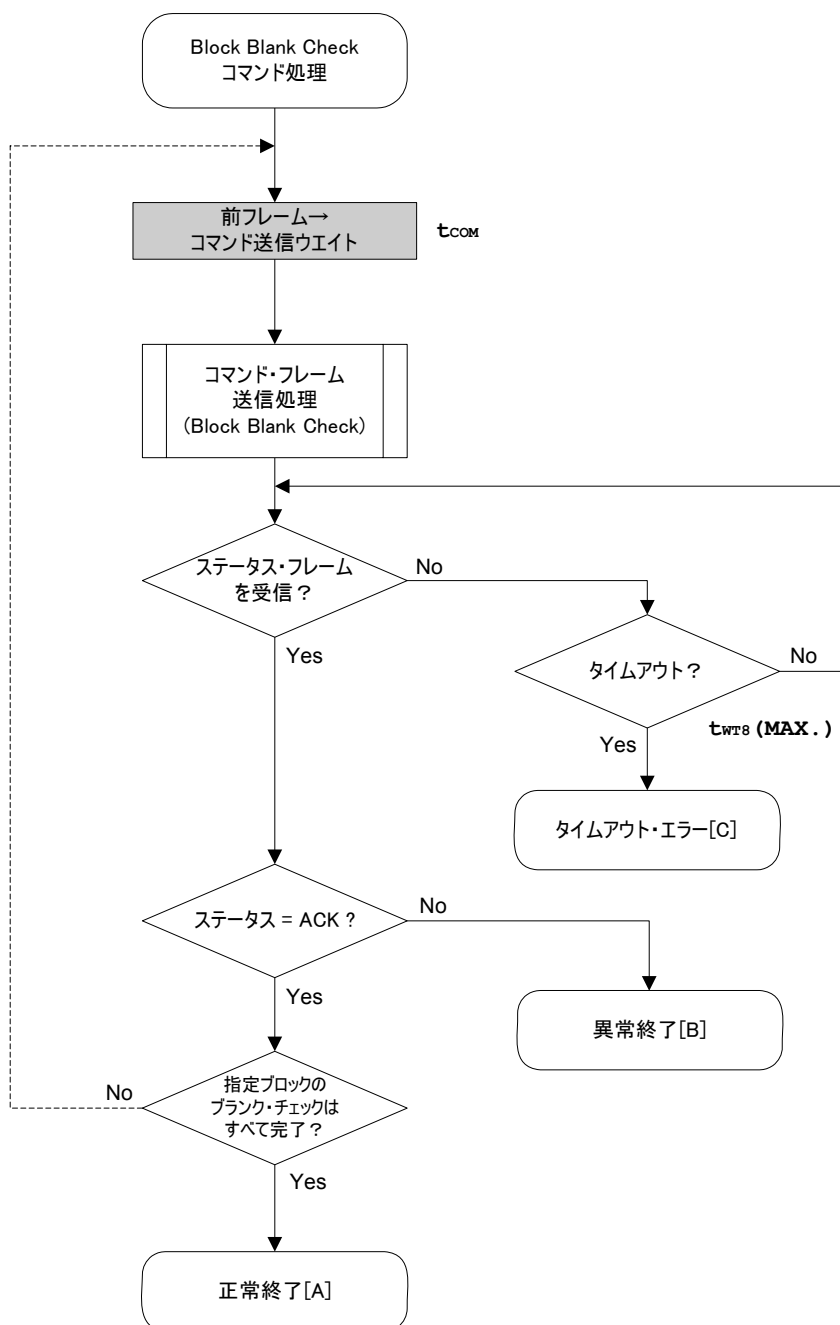 Block Blank Check
コマンド処理
前フレーム→
コマンド送信ウエイト
tCOM
コマンド・フレーム
送信処理
(Block Blank Check)
ステータス・フレーム
を受信？
No
Yes
タイムアウト？
No
tWT8(MAX.)
Yes
タイムアウト・エラー[C]
ステータス = ACK ?
No
Yes
異常終了[B]
指定ブロックの
ブランク・チェックは
すべて完了？
No
Yes
正常終了[A]